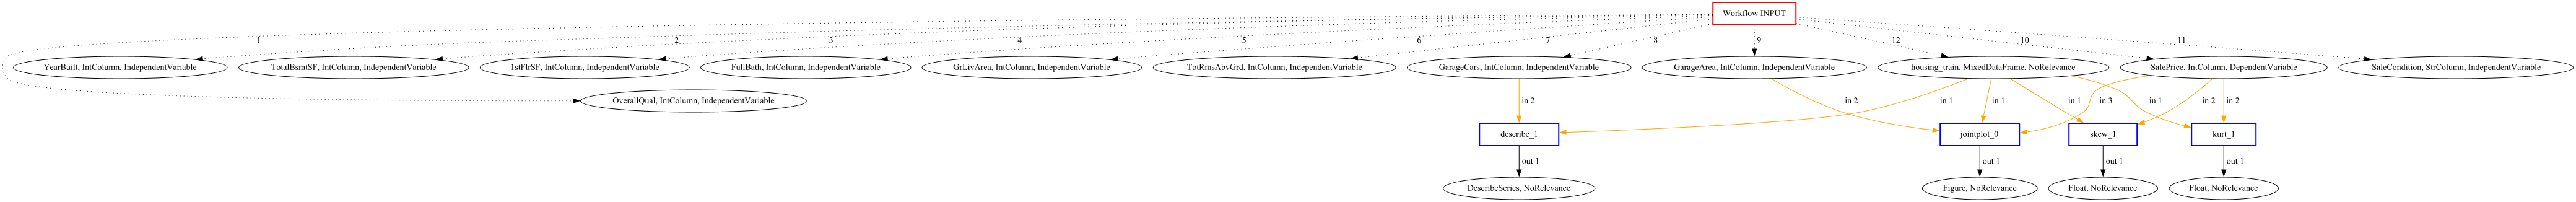 Workflow INPUT
1
2
3
4
5
6
7
8
9
12
10
11
YearBuilt, IntColumn, IndependentVariable
TotalBsmtSF, IntColumn, IndependentVariable
1stFlrSF, IntColumn, IndependentVariable
FullBath, IntColumn, IndependentVariable
GrLivArea, IntColumn, IndependentVariable
TotRmsAbvGrd, IntColumn, IndependentVariable
GarageCars, IntColumn, IndependentVariable
GarageArea, IntColumn, IndependentVariable
housing_train, MixedDataFrame, NoRelevance
SalePrice, IntColumn, DependentVariable
SaleCondition, StrColumn, IndependentVariable
OverallQual, IntColumn, IndependentVariable
in 2
in 1
in 2
in 1
in 3
in 1
in 2
in 1
in 2
describe_1
jointplot_0
skew_1
kurt_1
out 1
out 1
out 1
out 1
DescribeSeries, NoRelevance
Figure, NoRelevance
Float, NoRelevance
Float, NoRelevance